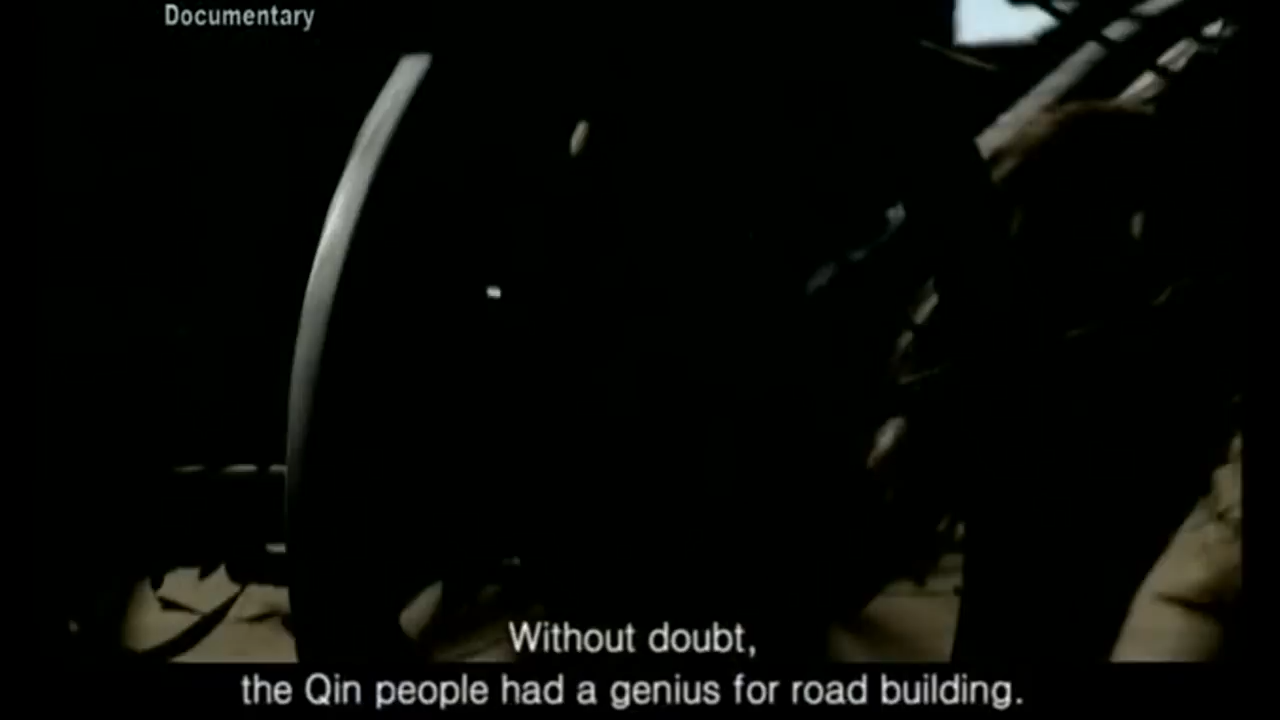 Documentary
Without doubt,
the Qin people had a genius for road building.